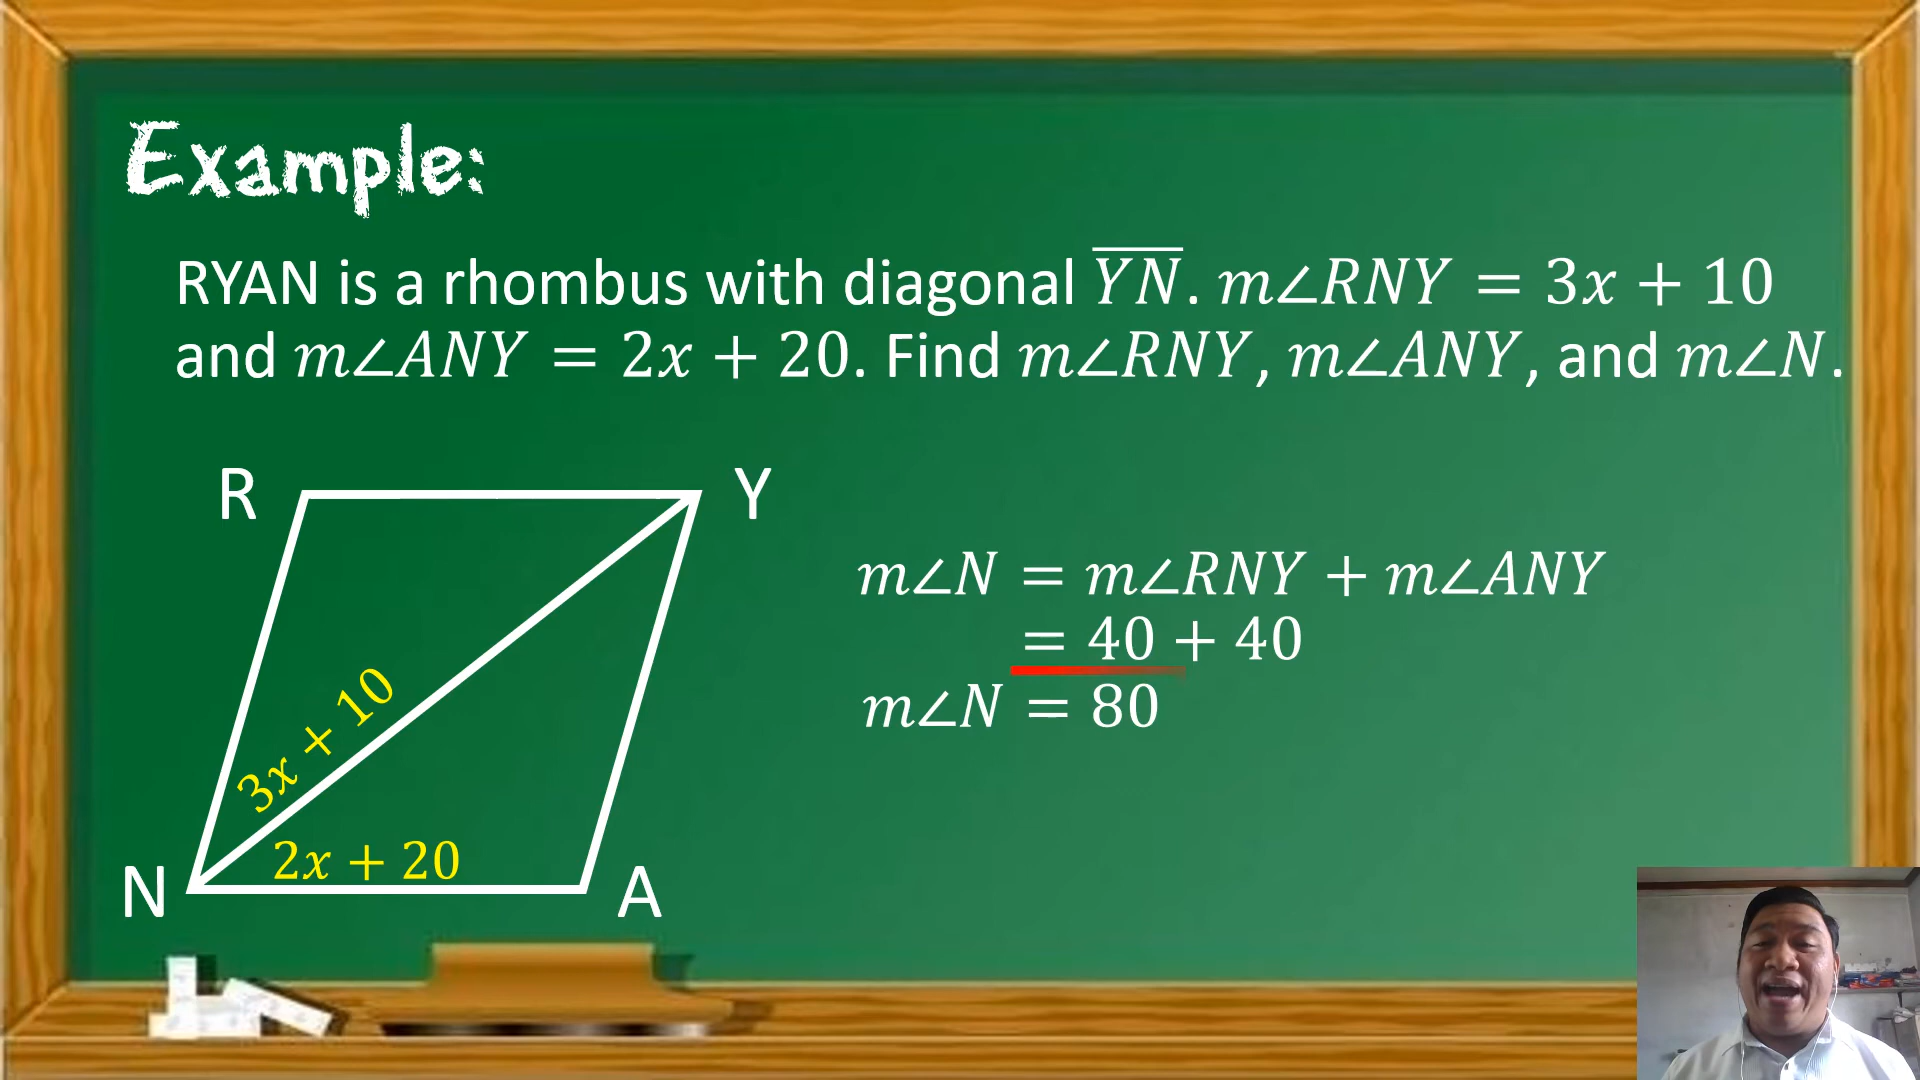 Example:
RYAN is a rhombus with diagonal \overline{YN}. m∠RNY = 3x + 10
and m∠ANY = 2x + 20. Find m∠RNY, m∠ANY, and m∠N.
R
Y
m∠N = m∠RNY + m∠ANY
= 40 + 40
m∠N = 80
3x + 10
2x + 20
N
A